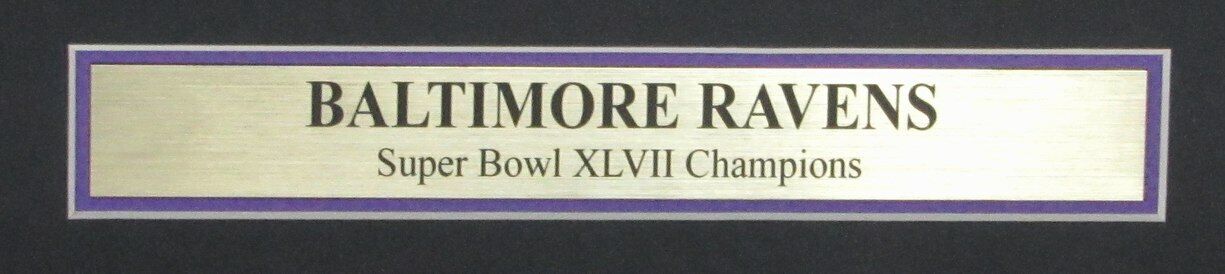 BALTIMORE RAVENS
Super Bowl XLVII Champions